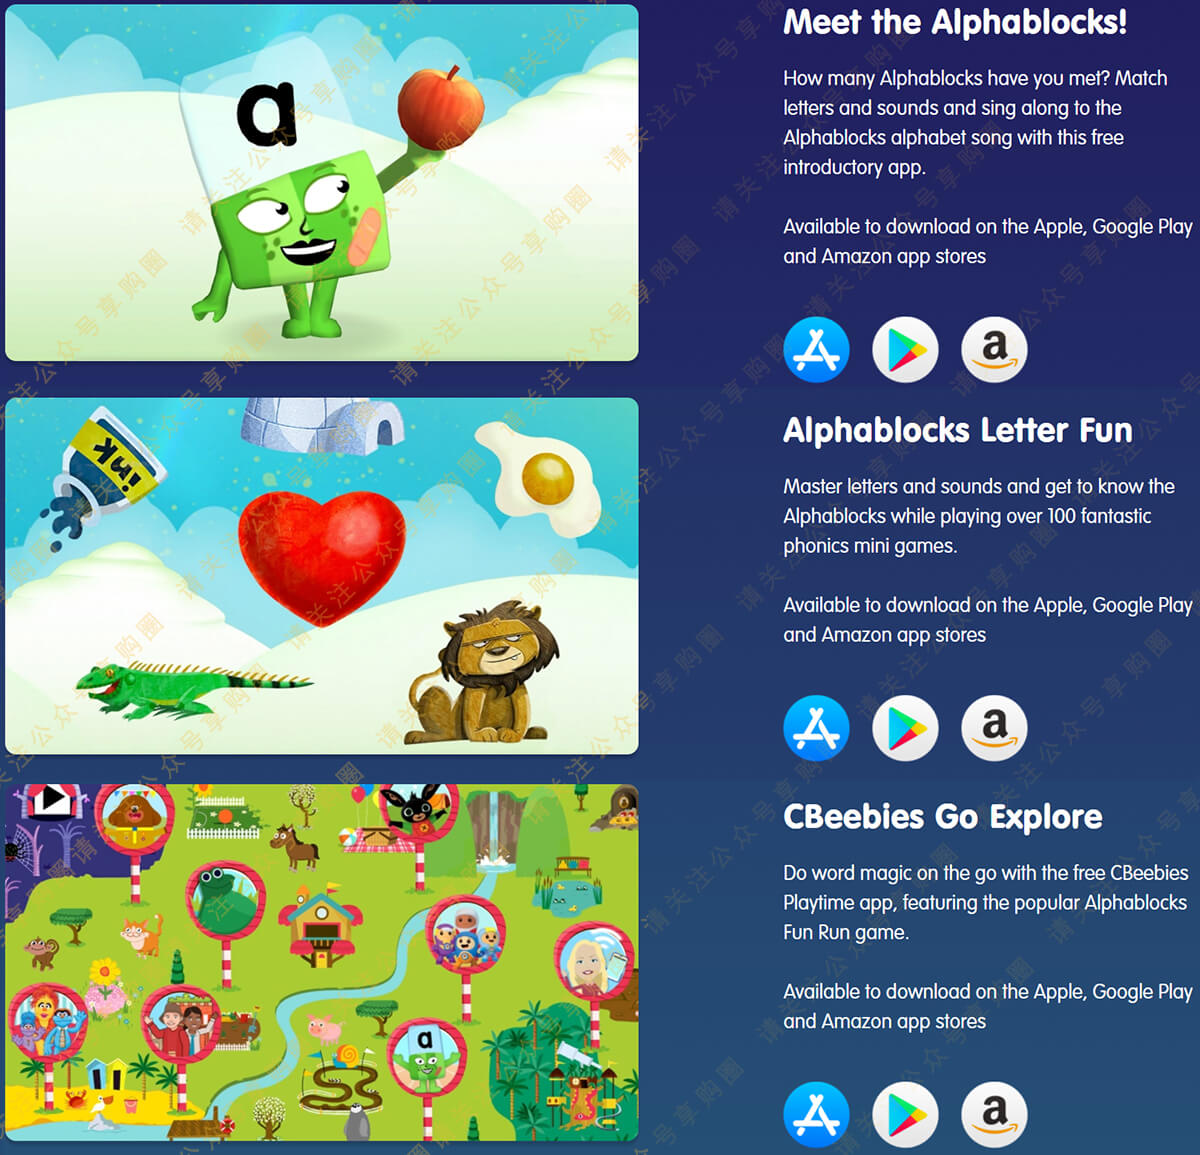 a
Meet the Alphablocks!
How many Alphablocks have you met? Match
letters and sounds and sing along to the
Alphablocks alphabet song with this free
introductory app.
Available to download on the Apple, Google Play
and Amazon app stores
a
ink
Alphablocks Letter Fun
Master letters and sounds and get to know the
Alphablocks while playing over 100 fantastic
phonics mini games.
Available to download on the Apple, Google Play
and Amazon app stores
a
a
CBeebies Go Explore
Do word magic on the go with the free CBeebies
Playtime app, featuring the popular Alphablocks
Fun Run game.
Available to download on the Apple, Google Play
and Amazon app stores
a
请关注公众号享购圈